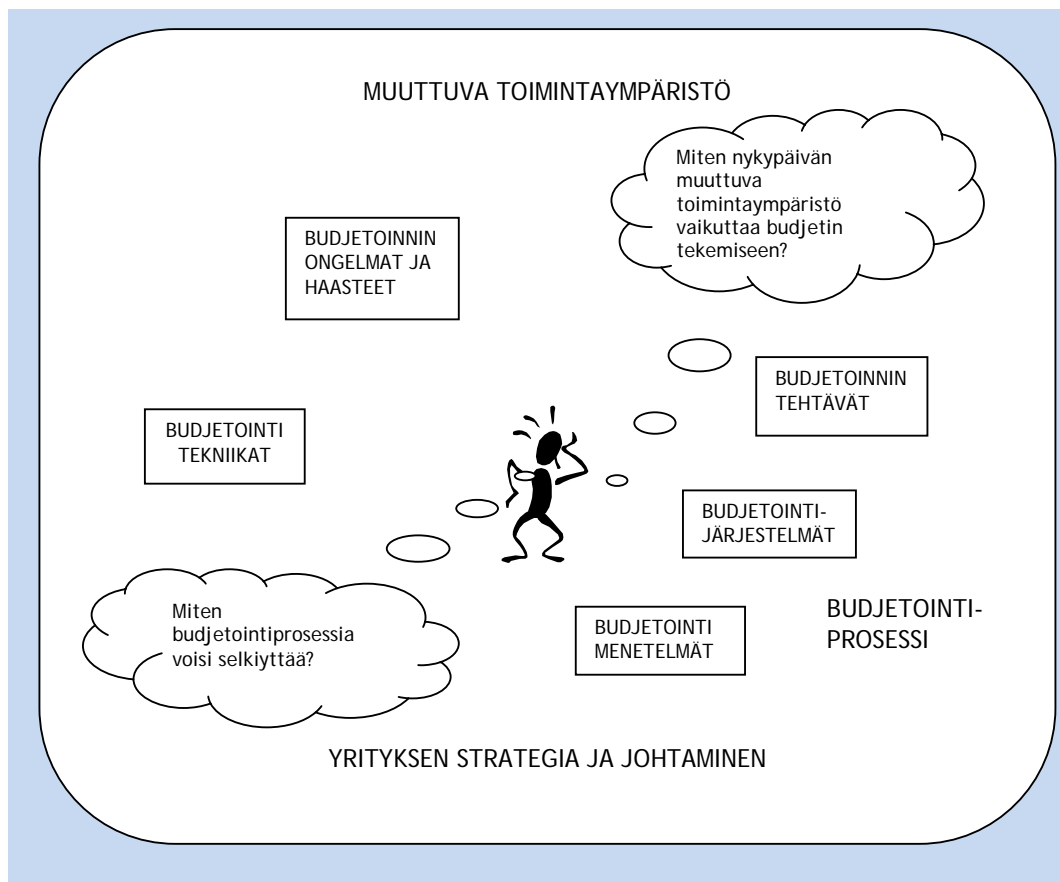 MUUTTUVA TOIMINTAYMPÄRISTÖ
Miten nykypäivän
muuttuva
toimintaympäristö
vaikuttaa budjetin
tekemiseen?
BUDJETOINNIN
ONGELMAT JA
HAASTEET
BUDJETOINNIN
TEHTÄVÄT
BUDJETOINTI
TEKNIIKAT
BUDJETOINTI-
JÄRJESTELMÄT
Miten
budjetointiprosessia
voisi selkiyttää?
BUDJETOINTI
MENETELMÄT
BUDJETOINTI-
PROSESSI
YRITYKSEN STRATEGIA JA JOHTAMINEN